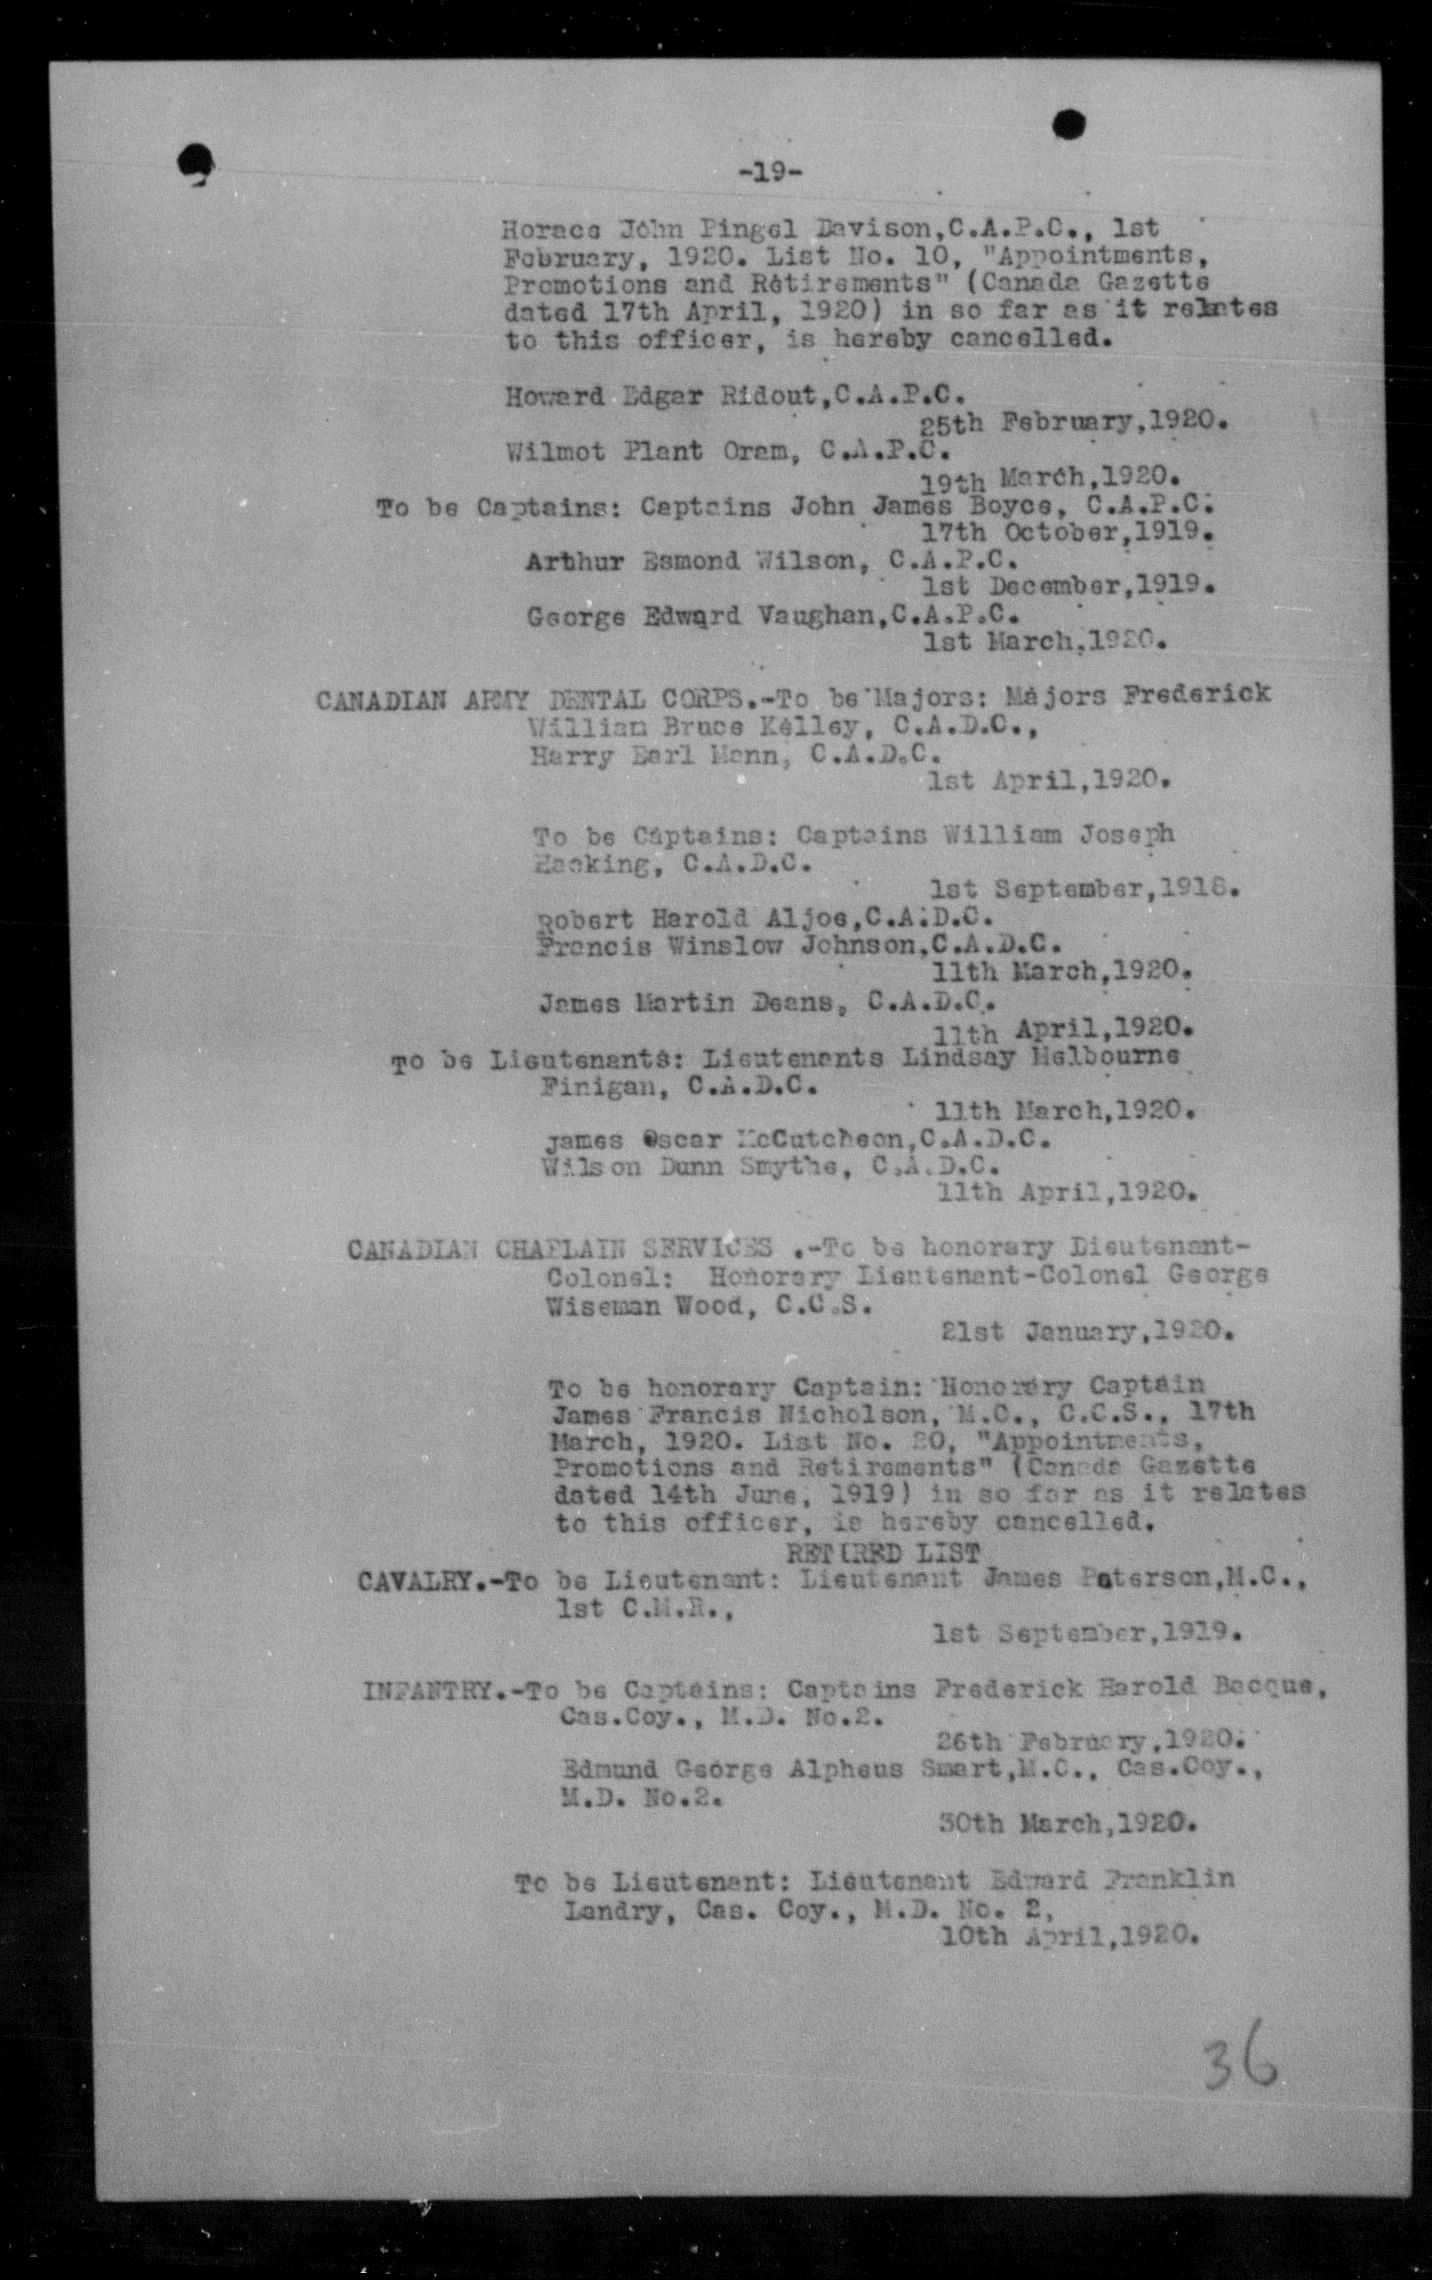 -19-
Horace John Pingel Davison,C.A.P.C., 1st
February, 1920. List No. 10, "Appointments,
Promotions and Retirements" (Canada Gazette
dated 17th April, 1920) in so far as it relates
to this officer, is hereby cancelled.
Howard Edgar Ridout,C.A.P.C.
25th February,1920.
Wilmot Plant Oram, C.A.P.C.
19th March,1920.
To be Captains: Captains John James Boyce, C.A.P.C.
17th October,1919.
Arthur Esmond Wilson, C.A.P.C.
1st December,1919.
George Edward Vaughan,C.A.P.C.
1st March,1920.
CANADIAN ARMY DENTAL CORPS.-To be Majors: Majors Frederick
William Bruce Kelley, C.A.D.C.,
Harry Earl Mann, C.A.D.C.
1st April,1920.
To be Captains: Captains William Joseph
Hacking, C.A.D.C.
1st September,1918.
Robert Harold Aljoe,C.A.D.C.
Francis Winslow Johnson,C.A.D.C.
11th March,1920.
James Martin Deans, C.A.D.C.
11th April,1920.
To be Lieutenants: Lieutenants Lindsay Melbourne
Finigan, C.A.D.C.
11th March,1920.
James Oscar McCutcheon,C.A.D.C.
Wilson Dunn Smythe, C.A.D.C.
11th April,1920.
CANADIAN CHAPLAIN SERVICES .-To be honorary Lieutenant-
Colonel: Honorary Lieutenant-Colonel George
Wiseman Wood, C.C.S.
21st January,1920.
To be honorary Captain: Honorary Captain
James Francis Nicholson, M.C., C.C.S., 17th
March, 1920. List No. 20, "Appointments,
Promotions and Retirements" (Canada Gazette
dated 14th June, 1919) in so far as it relates
to this officer, is hereby cancelled.
RETIRED LIST
CAVALRY.-To be Lieutenant: Lieutenant James Paterson,M.C.,
1st C.M.R.,
1st September,1919.
INFANTRY.-To be Captains: Captains Frederick Harold Bacque,
Cas.Coy., M.D. No.2.
26th February,1920.
Edmund George Alpheus Smart,M.C., Cas.Coy.,
M.D. No.2.
30th March,1920.
To be Lieutenant: Lieutenant Edward Franklin
Landry, Cas. Coy., M.D. No. 2,
10th April,1920.
36